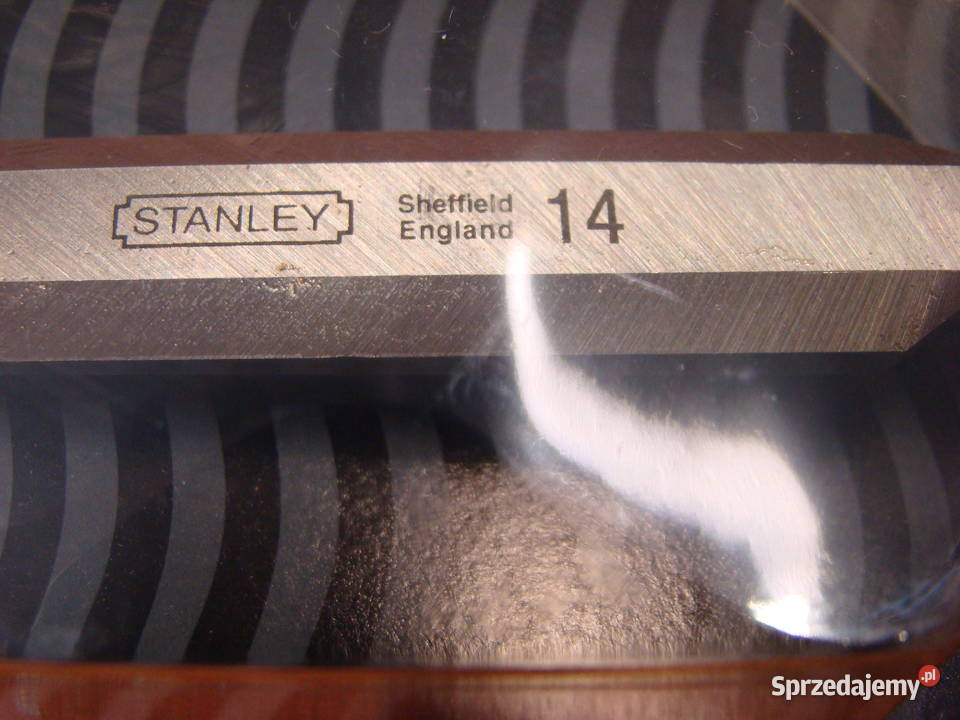 STANLEY
Sheffield
England
14
Sprzedajemy.pl